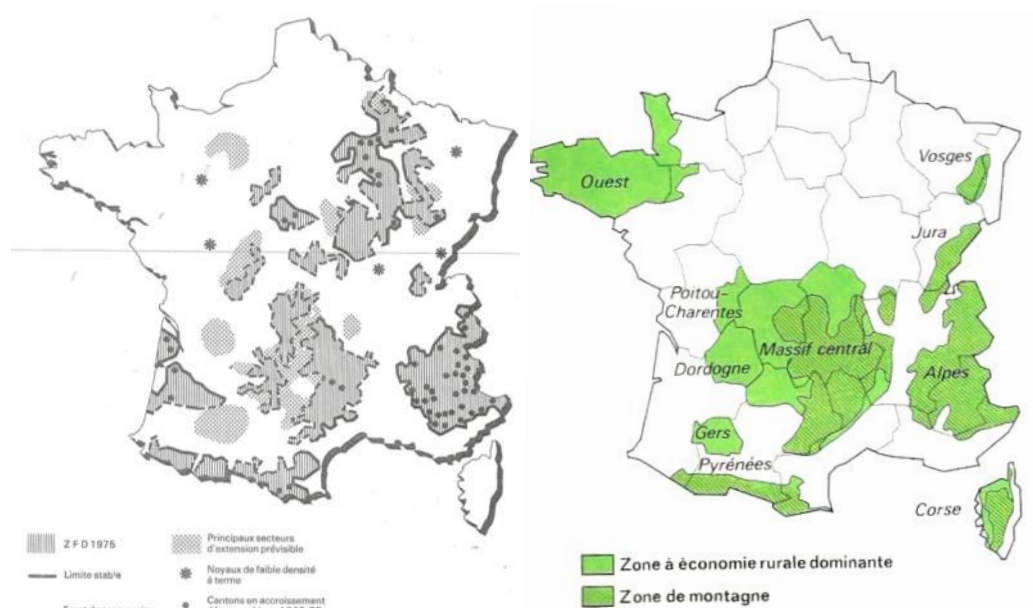 Z F D 1975
Limite stable
Principaux secteurs
d'extension prévisible
Noyaux de faible densité
à terme
Cantons en accroissement
Ouest
Vosges
Jura
Poitou-
Charentes
Massif central
Dordogne
Alpes
Gers
Pyrénées
Corse
Zone à économie rurale dominante
Zone de montagne